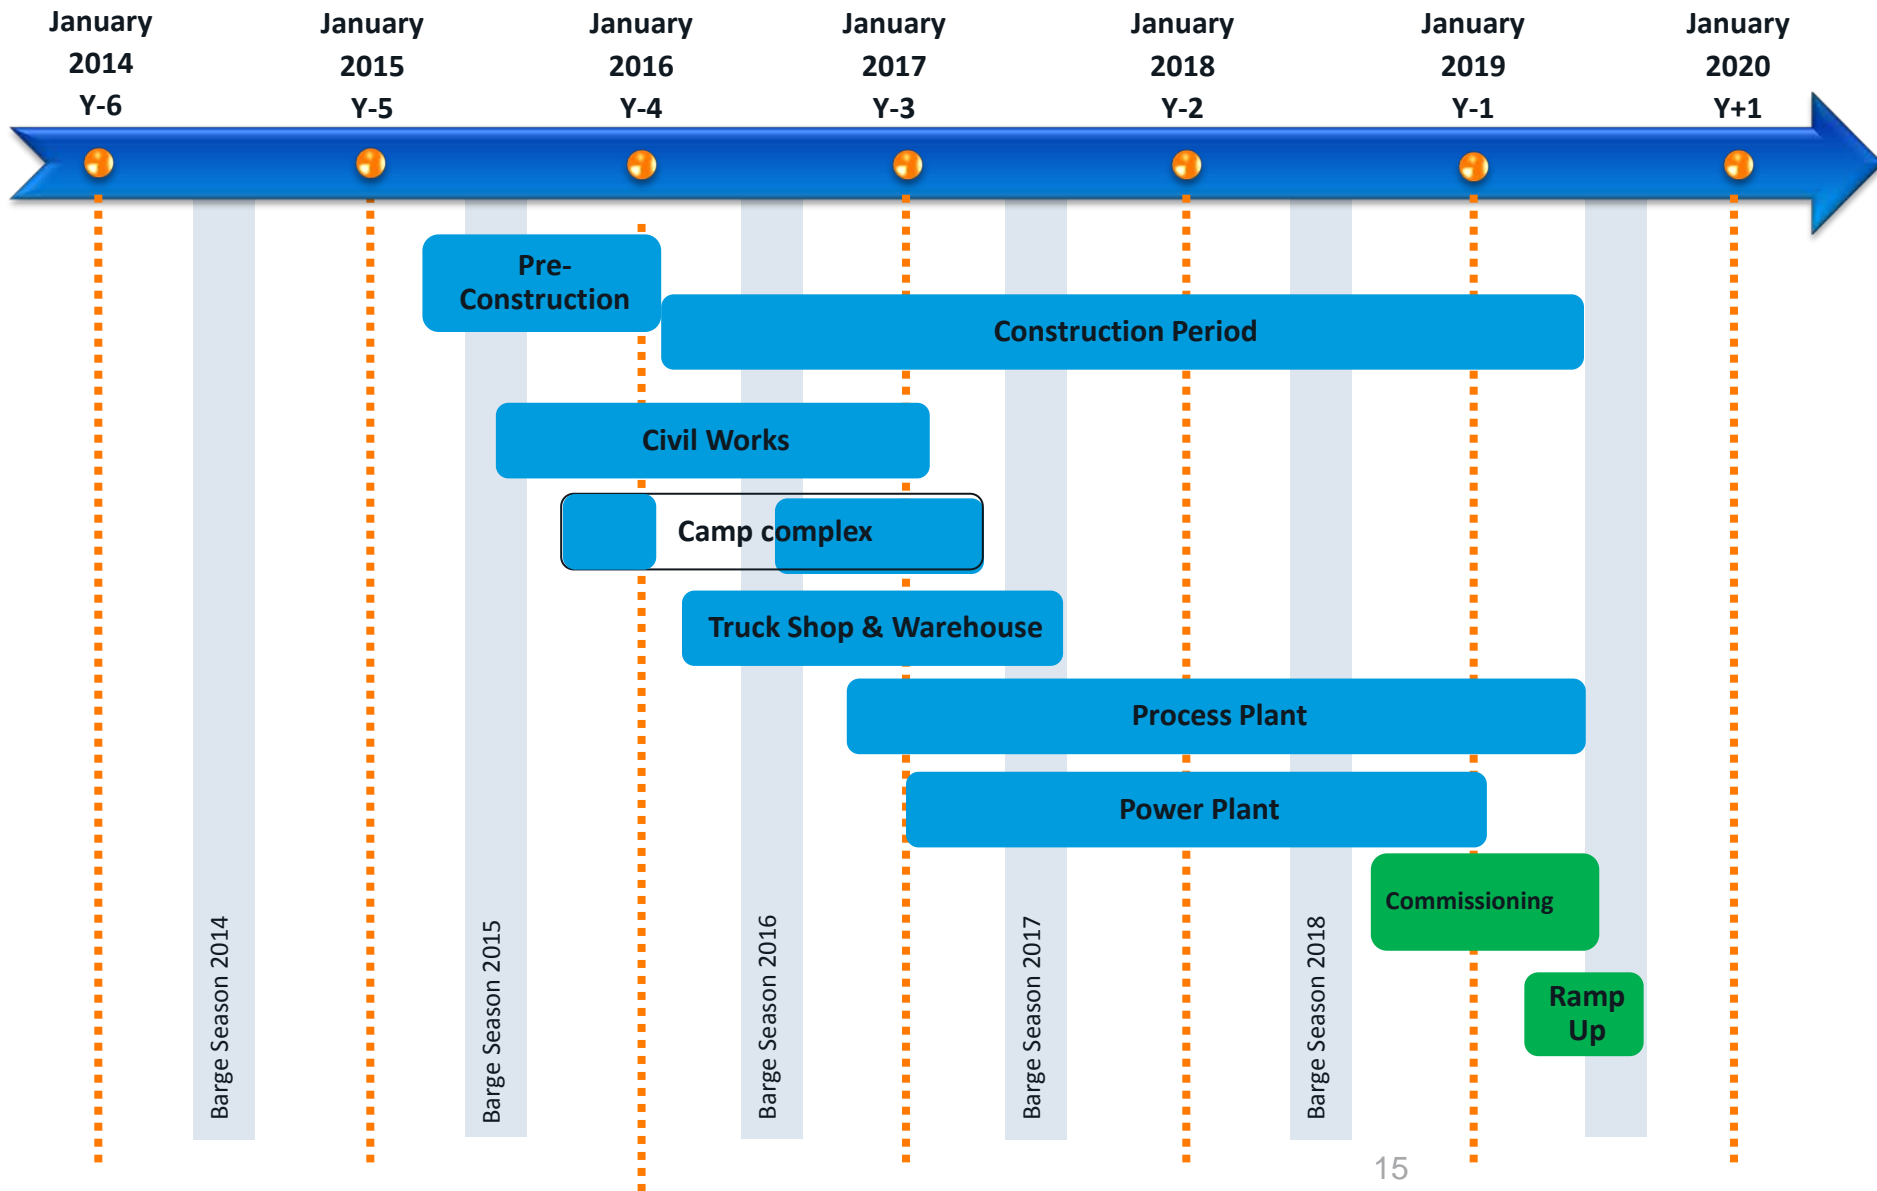 January
2014
Y-6
January
2015
Y-5
January
2016
Y-4
January
2017
Y-3
January
2018
Y-2
January
2019
Y-1
January
2020
Y+1
Pre-
Construction
Construction Period
Civil Works
Camp complex
Truck Shop & Warehouse
Process Plant
Power Plant
Commissioning
Ramp
Up
Barge Season 2014
Barge Season 2015
Barge Season 2016
Barge Season 2017
Barge Season 2018
15